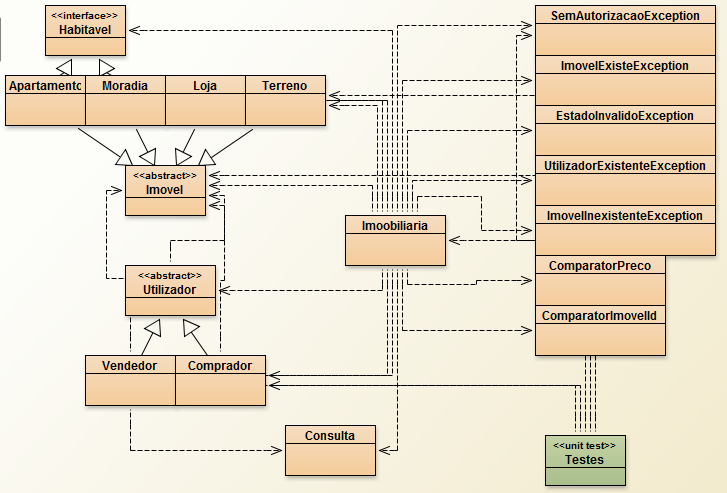 <<interface>>
Habitavel
SemAutorizacaoException
ImovelExisteException
Apartamento
Moradia
Loja
Terreno
EstadoInvalidoException
UtilizadorExistenteException
<<abstract>>
Imovel
ImovelInexistenteException
Imoobiliaria
<<abstract>>
Utilizador
ComparatorPreco
ComparatorImovelId
Vendedor
Comprador
Consulta
<<unit test>>
Testes